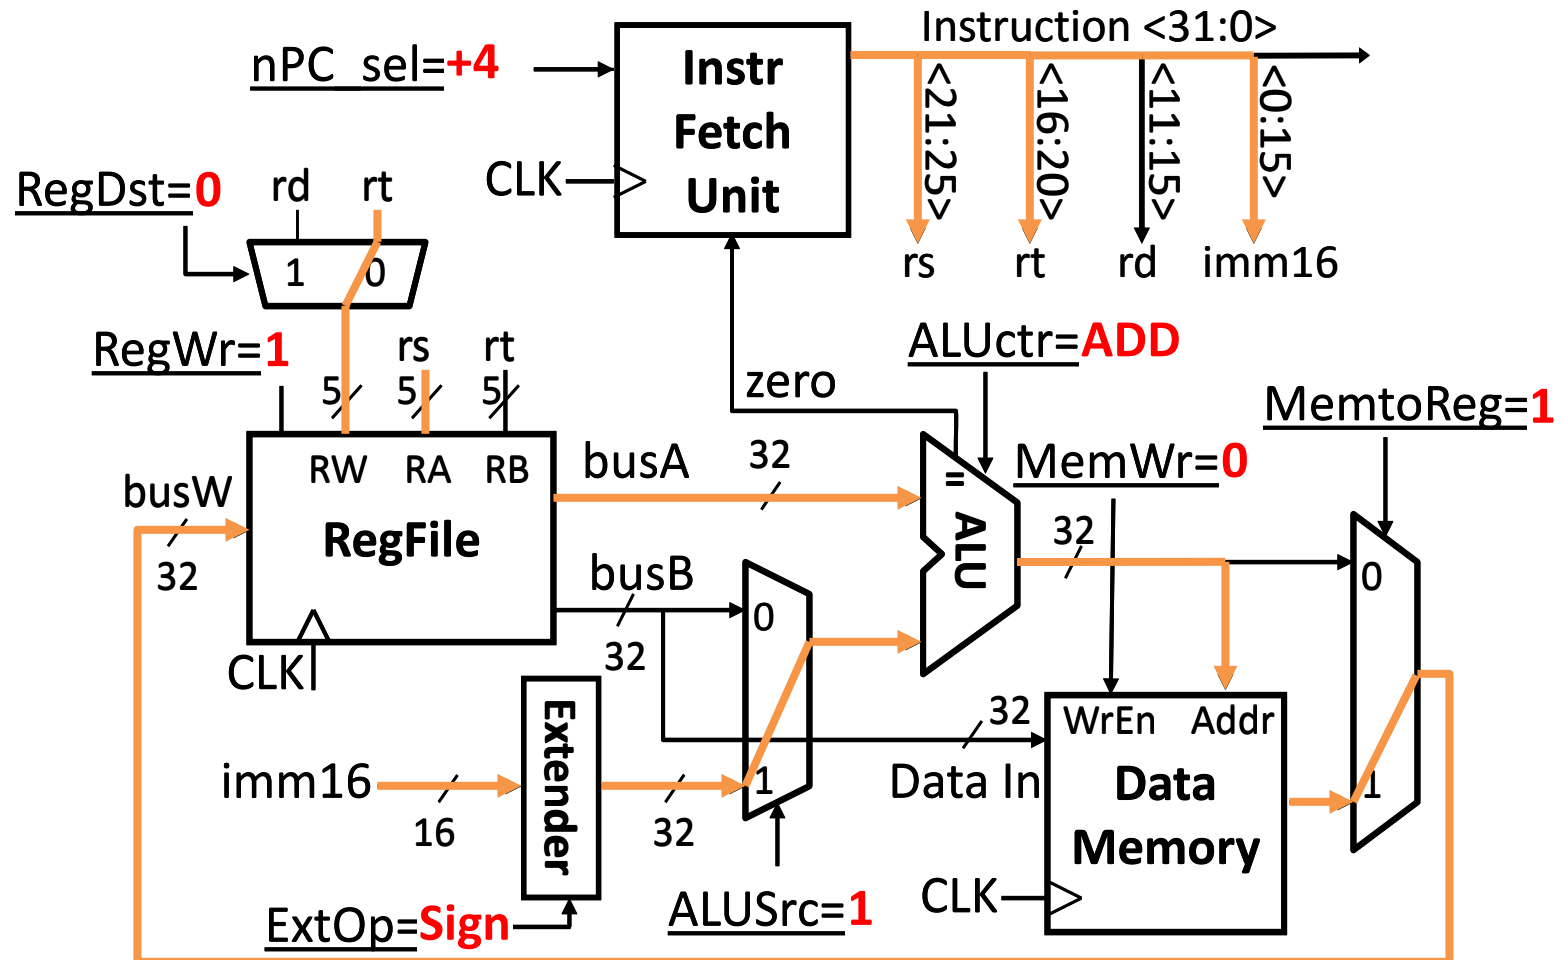 Instruction <31:0>
nPC_sel=+4
Instr
Fetch
Unit
CLK
<21:25>
<16:20>
<11:15>
<0:15>
rs
rt
rd
imm16
RegDst=0
rd
rt
1
0
RegWr=1
rs
rt
5
5
5
ALUctr=ADD
zero
MemtoReg=1
RW
RA
RB
busA
32
=
ALU
MemWr=0
busW
32
RegFile
32
0
busB
32
0
CLK
Extender
32
WrEn
Addr
imm16
16
32
1
Data In
Data
Memory
1
CLK
ALUSrc=1
ExtOp=Sign